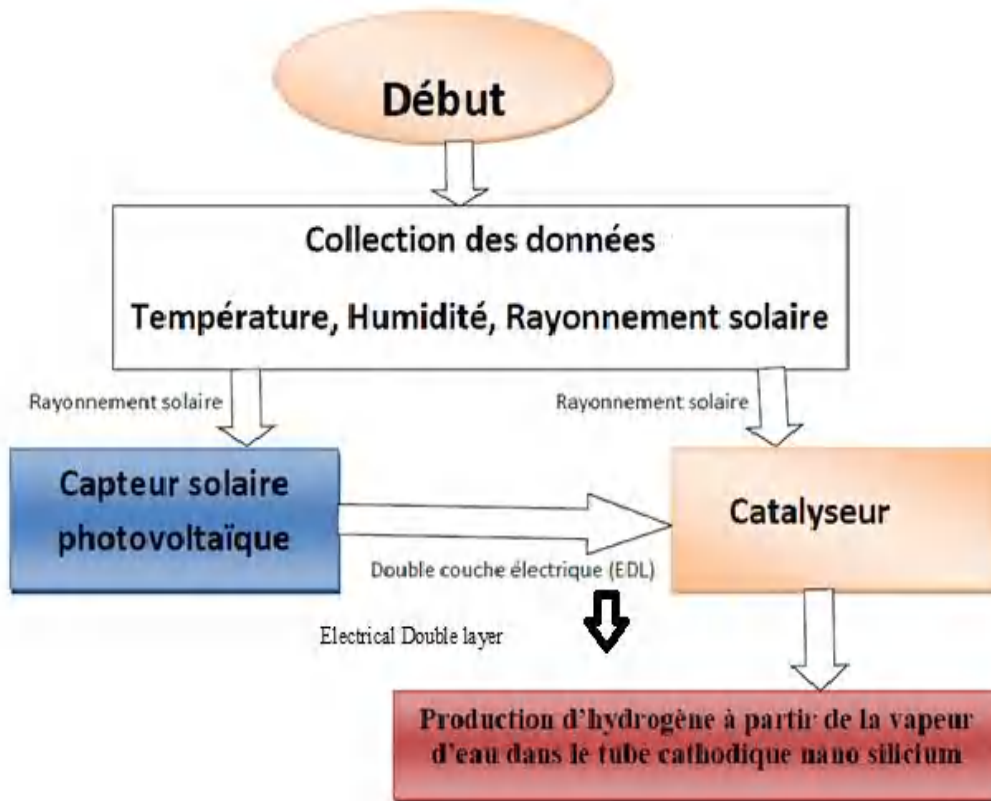 Début
Collection des données
Température, Humidité, Rayonnement solaire
Rayonnement solaire
Rayonnement solaire
Capteur solaire
photovoltaïque
Catalyseur
Double couche électrique (EDL)
Electrical Double layer
Production d'hydrogène à partir de la vapeur
d'eau dans le tube cathodique nano silicium